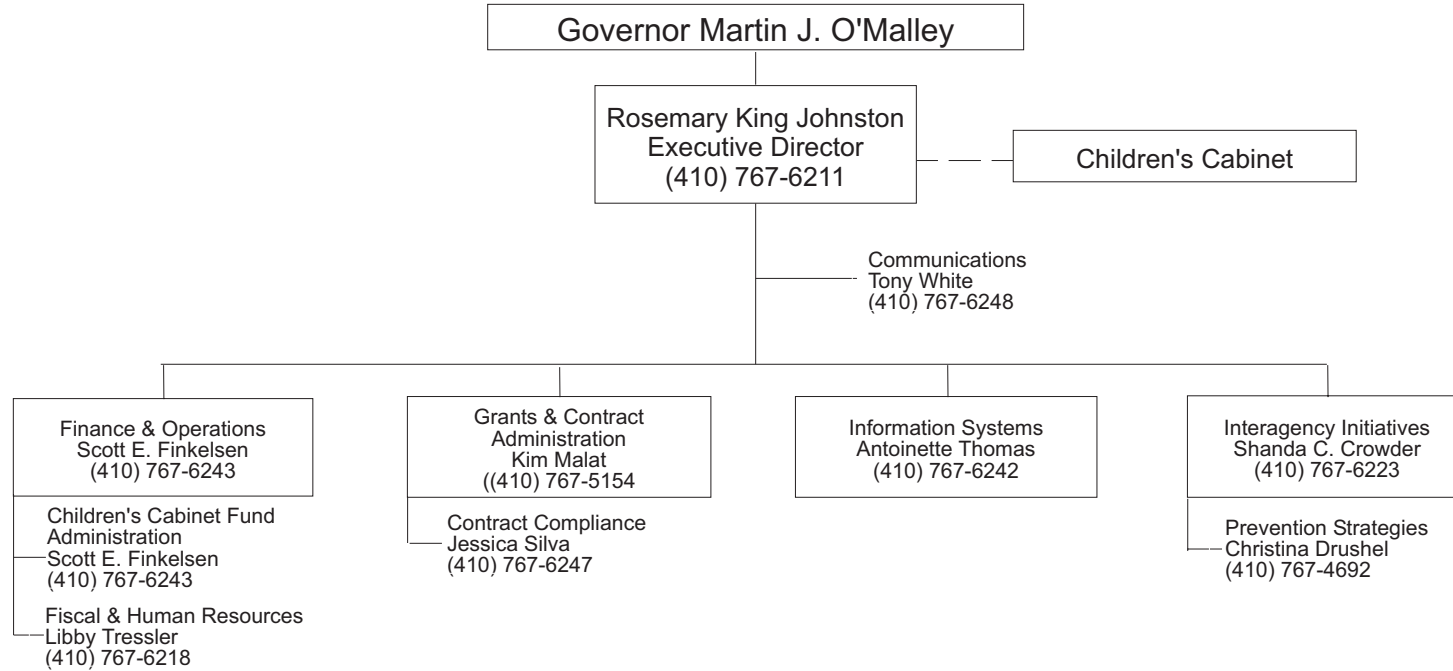 Governor Martin J. O'Malley
Rosemary King Johnston
Executive Director
(410) 767-6211
Children's Cabinet
Communications
Tony White
(410) 767-6248
Finance & Operations
Scott E. Finkelsen
(410) 767-6243
Children's Cabinet Fund
Administration
Scott E. Finkelsen
(410) 767-6243
Fiscal & Human Resources
Libby Tressler
(410) 767-6218
Grants & Contract
Administration
Kim Malat
((410) 767-5154
Contract Compliance
Jessica Silva
(410) 767-6247
Information Systems
Antoinette Thomas
(410) 767-6242
Interagency Initiatives
Shanda C. Crowder
(410) 767-6223
Prevention Strategies
Christina Drushel
(410) 767-4692